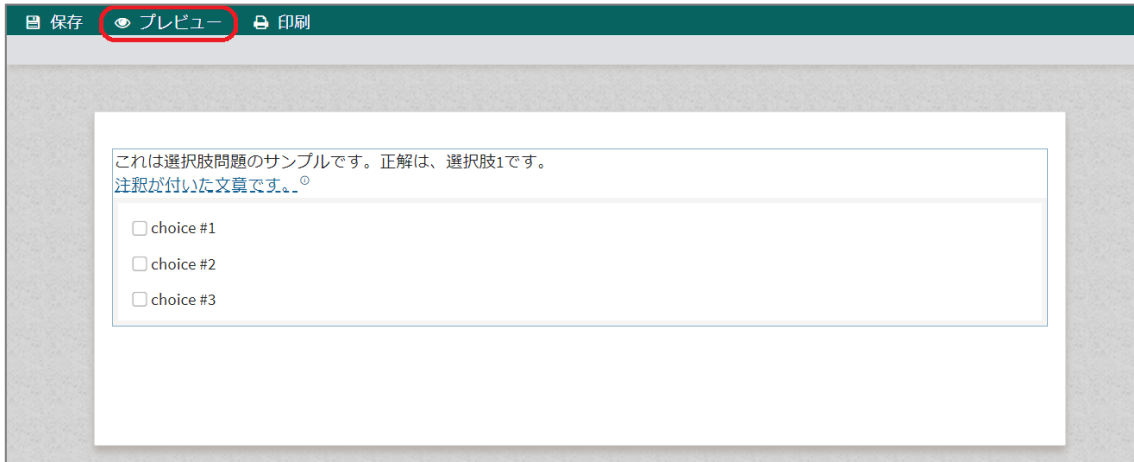 保存 プレビュー 印刷
これは選択肢問題のサンプルです。正解は、選択肢1です。
注釈が付いた文章です。
choice #1
choice #2
choice #3